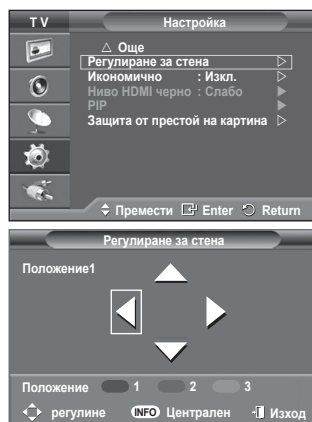 TV Настройка
△ Още
Регулиране за стена ▷
Икономично : Изкл. ▷
Ниво HDMI черно : Слабо ▶
PIP ▶
Защита от престой на картина ▷
Премести Enter Return
Регулиране за стена
Положение1
Положение 1 2 3
регулине INFO Централен Изход